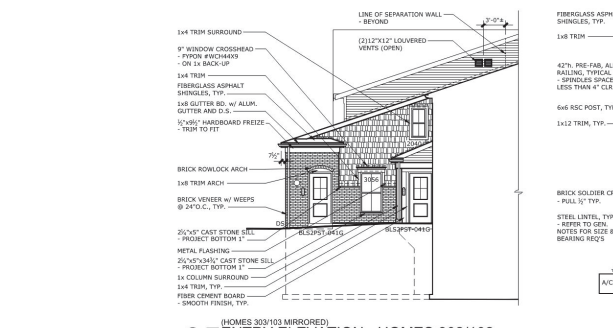 LINE OF SEPARATION WALL
- BEYOND
3'-0"±
1x4 TRIM SURROUND
(2)12"X12" LOUVERED
VENTS (OPEN)
9" WINDOW CROSSHEAD
- FYPON #WCH44X9
- ON 1x BACK-UP
1x4 TRIM
FIBERGLASS ASPHALT
SHINGLES, TYP.
1x8 GUTTER BD. w/ ALUM.
GUTTER AND D.S.
½"x9½" HARDBOARD FREIZE
- TRIM TO FIT
7½"
2040
BRICK ROWLOCK ARCH
3056
1x8 TRIM ARCH
BRICK VENEER w/ WEEPS
@ 24"O.C., TYP.
DS
2¼"x5" CAST STONE SILL
- PROJECT BOTTOM 1"
BLS2PST-041G
BLS2PST-041G
METAL FLASHING
2¼"x5"x34¾" CAST STONE SILL
- PROJECT BOTTOM 1"
1x COLUMN SURROUND
1x4 TRIM, TYP.
FIBER CEMENT BOARD
- SMOOTH FINISH, TYP.
(HOMES 303/103 MIRRORED)
FIBERGLASS ASPH
SHINGLES, TYP.
1x8 TRIM
42"h. PRE-FAB, AL
RAILING, TYPICAL
- SPINDLES SPACE
LESS THAN 4" CLR
6x6 RSC POST, TY
1x12 TRIM, TYP.
BRICK SOLDIER C
- PULL ½" TYP.
STEEL LINTEL, TYP
- REFER TO GEN.
NOTES FOR SIZE &
BEARING REQ'S
A/C